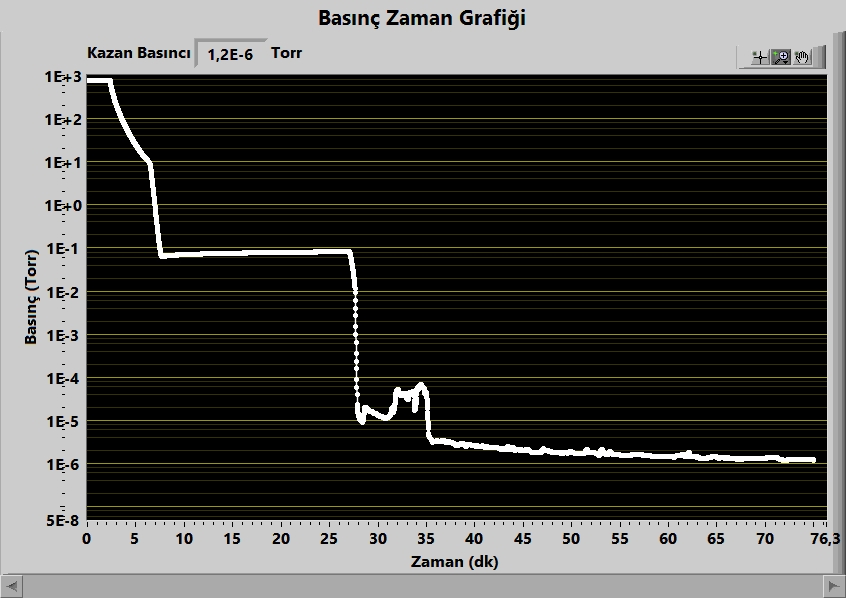 Basınç Zaman Grafiği
Kazan Basıncı 1,2E-6 Torr
1E+3
1E+2
1E+1
1E+0
1E-1
1E-2
1E-3
1E-4
1E-5
1E-6
5E-8
Basınç (Torr)
0 5 10 15 20 25 30 35 40 45 50 55 60 65 70 76,3
Zaman (dk)